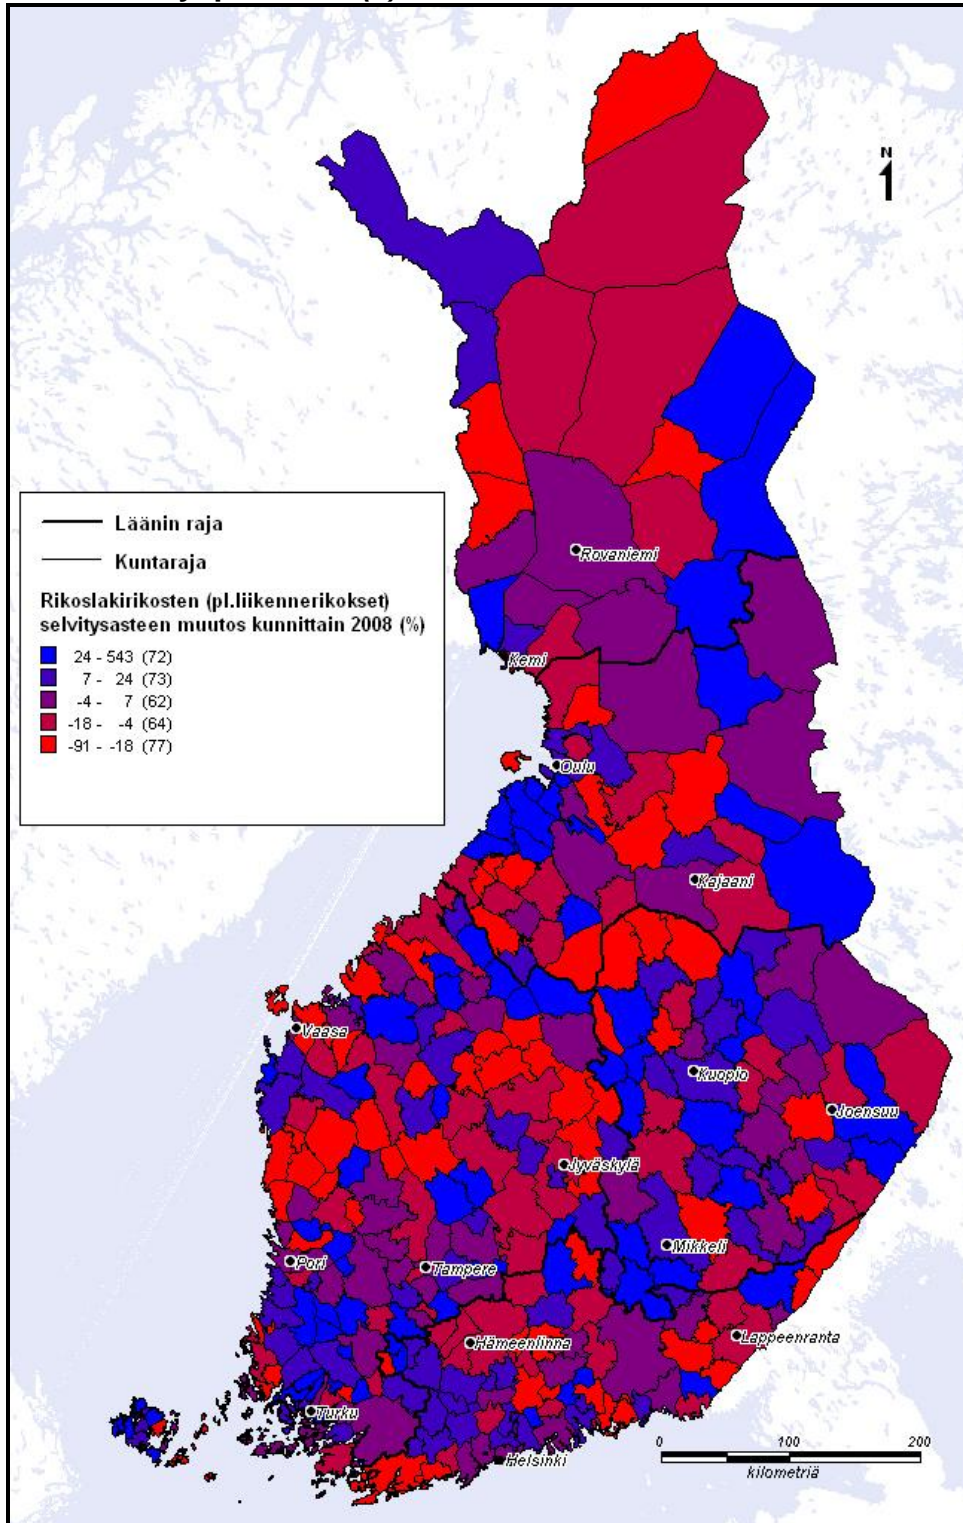 N
Läänin raja
Kuntaraja
Rikoslakirikosten (pl.liikennerikokset)
selvitysasteen muutos kunnittain 2008 (%)
24 - 543 (72)
7 - 24 (73)
-4 - 7 (62)
-18 - -4 (64)
-91 - -18 (77)
Rovaniemi
Kemi
Oulu
Kajaani
Vaasa
Kuopio
Joensuu
Jyväskylä
Mikkeli
Pori
Tampere
Lappeenranta
Hämeenlinna
Turku
Helsinki
0 100 200
kilometriä